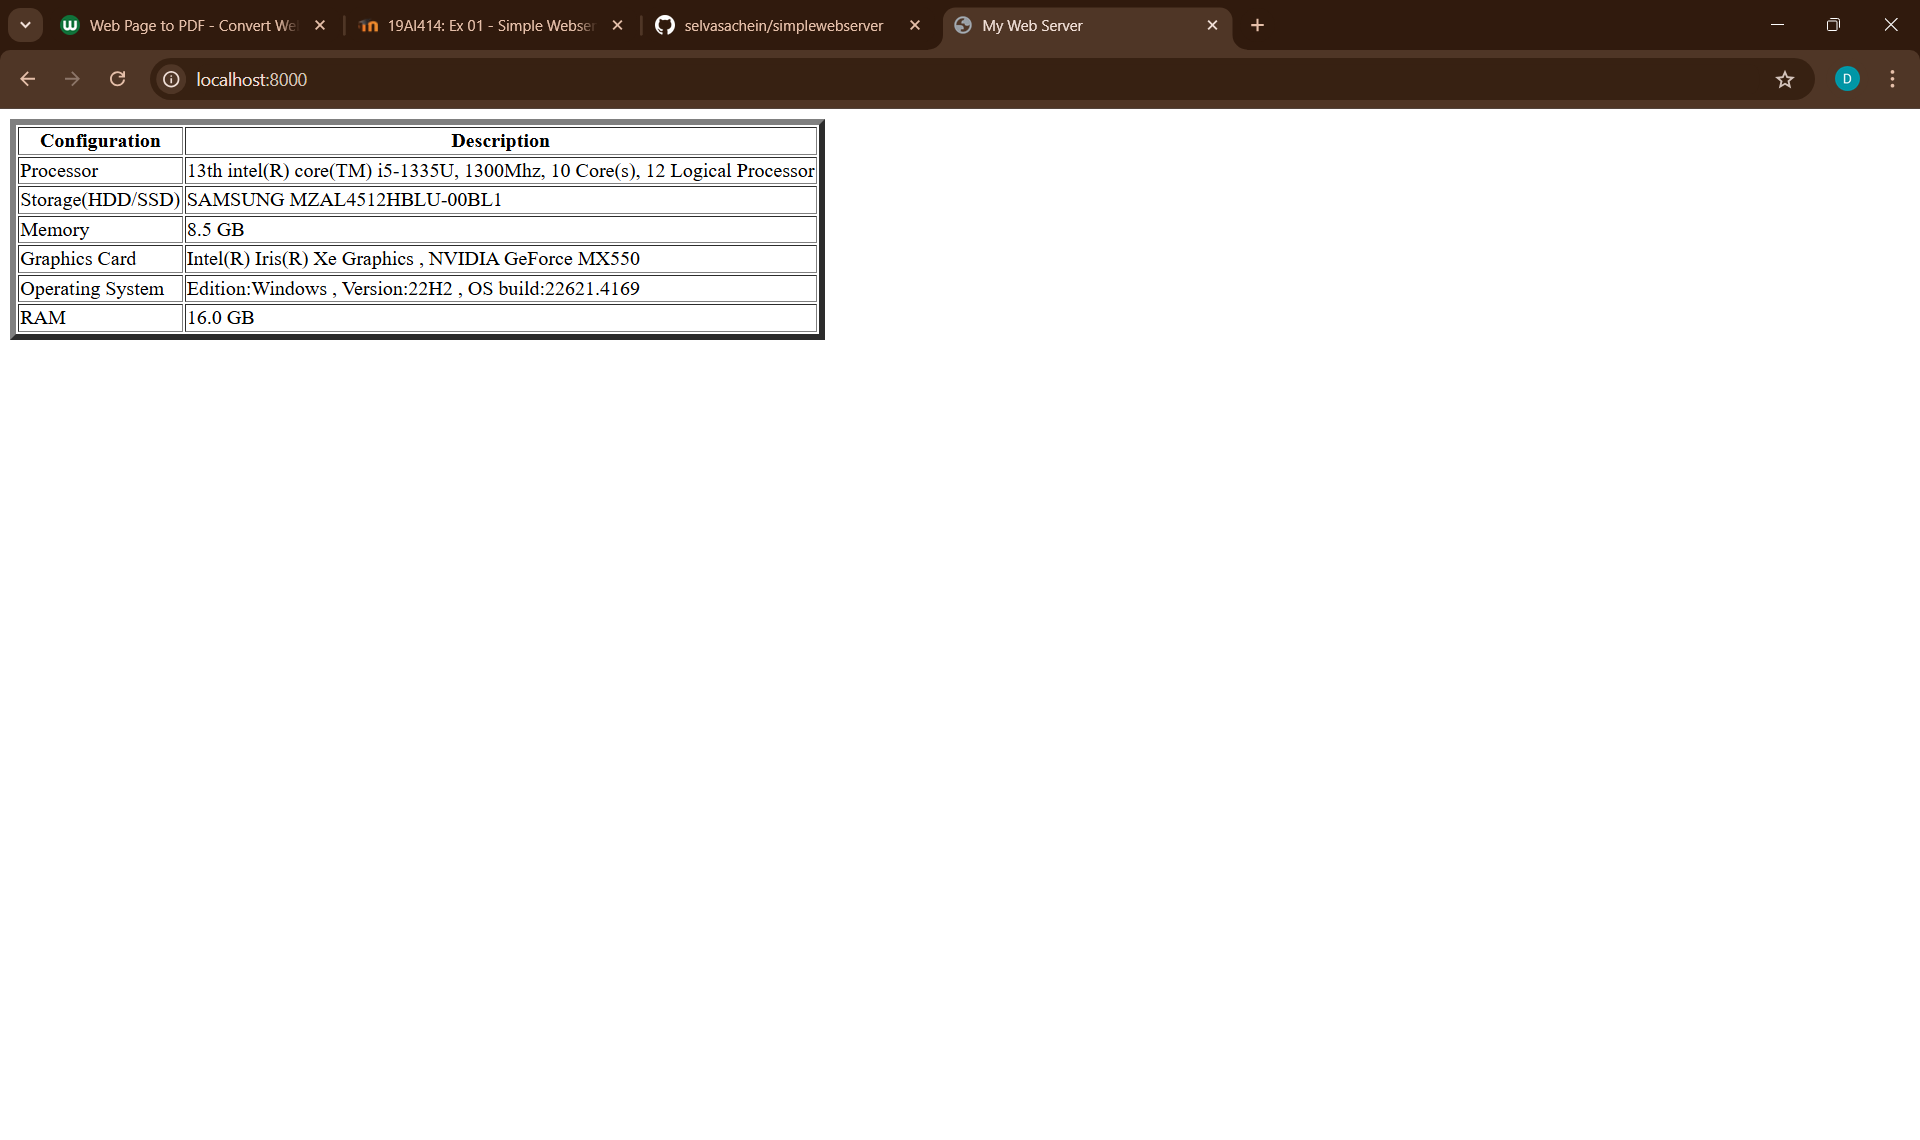 Web Page to PDF - Convert We
19AI414: Ex 01 - Simple Webser
selvasachein/simplewebserver
My Web Server
localhost:8000
D
Configuration Description
Processor 13th intel(R) core(TM) i5-1335U, 1300Mhz, 10 Core(s), 12 Logical Processor
Storage(HDD/SSD) SAMSUNG MZAL4512HBLU-00BL1
Memory 8.5 GB
Graphics Card Intel(R) Iris(R) Xe Graphics , NVIDIA GeForce MX550
Operating System Edition:Windows , Version:22H2 , OS build:22621.4169
RAM 16.0 GB